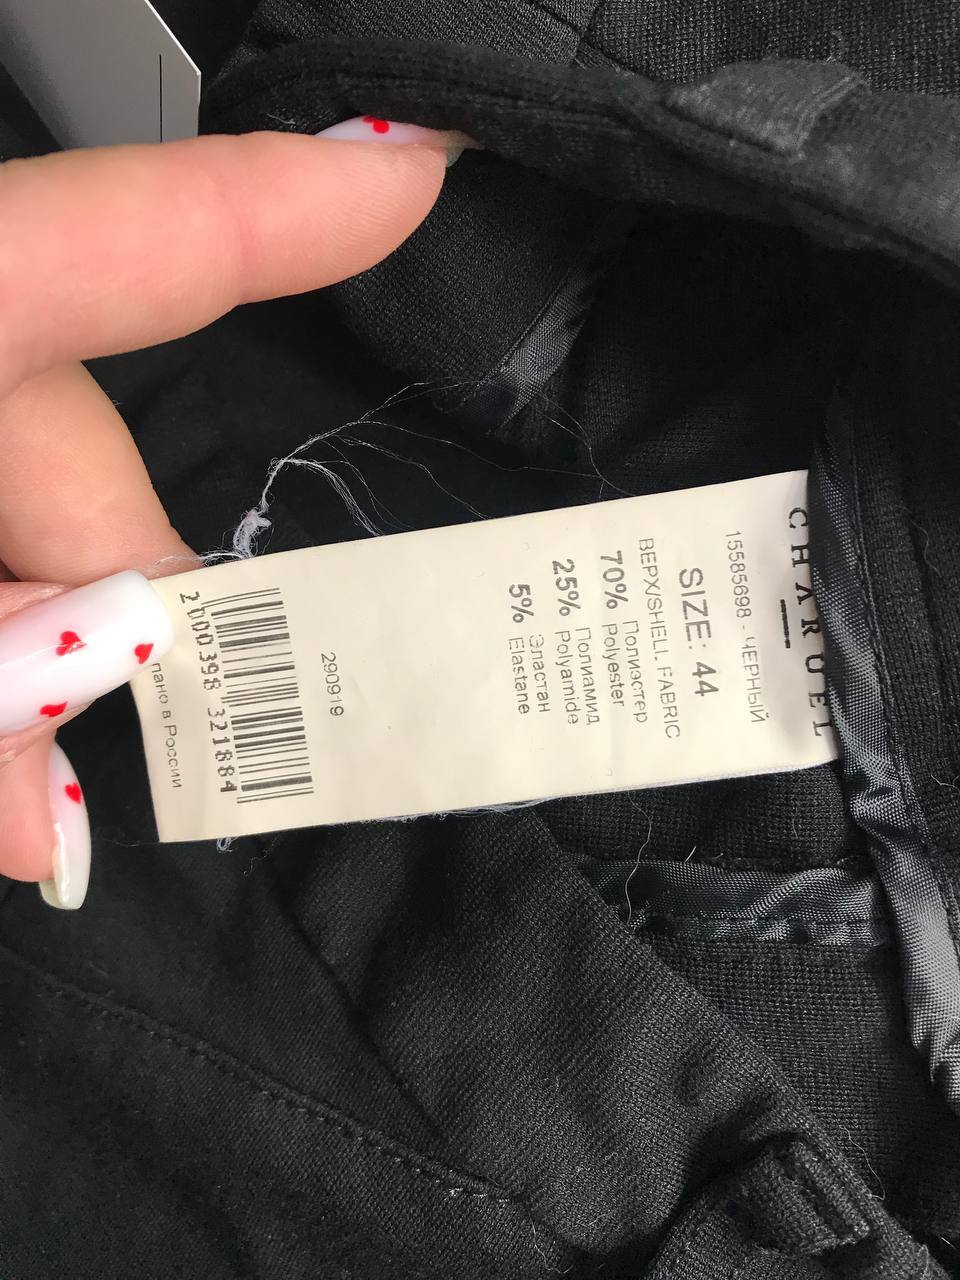 CHARUEL
15585698 - ЧЕРНЫЙ
SIZE: 44
ВЕРХ/SHELL FABRIC
70% Полиэстер
Polyester
25% Полиамид
Polyamide
5% Эластан
Elastane
290919
2000398 321884
в России